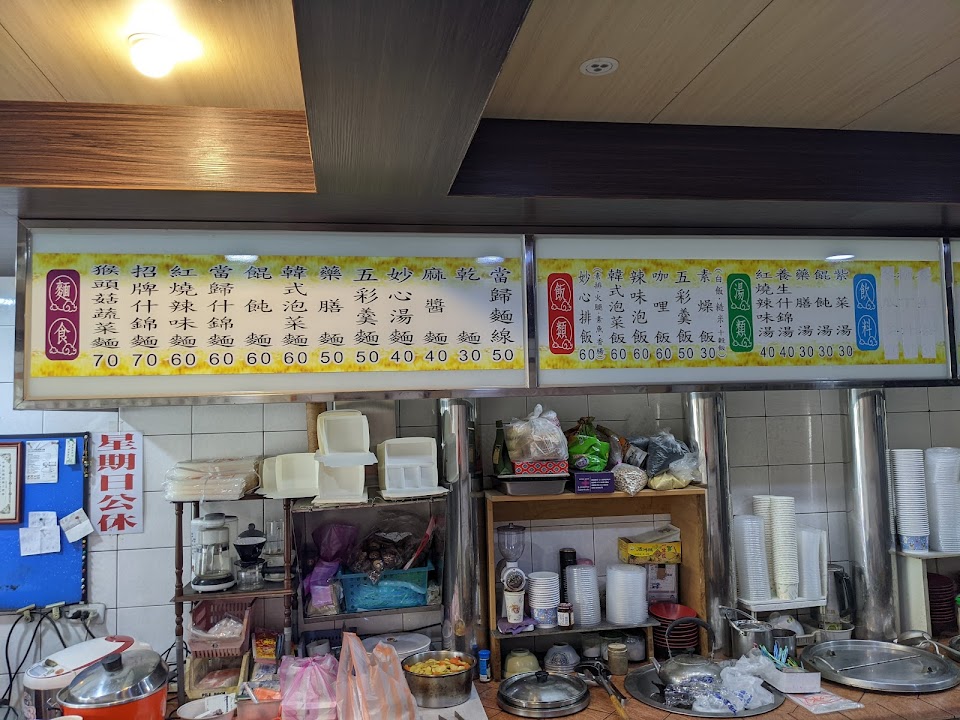 麵食
猴頭菇蔬菜麵 70
招牌什錦麵 70
紅燒辣味麵 60
當歸什錦麵 60
餛飩麵 60
韓式泡菜麵 60
藥膳麵 50
五彩羹麵 50
妙心湯麵 40
麻醬麵 40
乾麵 30
當歸麵線 50
飯類
妙心排飯 60
韓式泡菜飯 60
辣味泡飯 60
咖哩飯 60
五彩羹飯 50
素燥飯 30
湯類
紅燒辣湯 40
養生什錦湯 40
藥膳湯 30
餛飩湯 30
紫菜湯 30
飲料
星期日公休